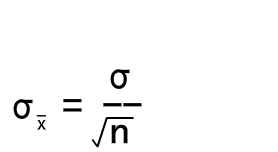 σx̅ = σ/√n